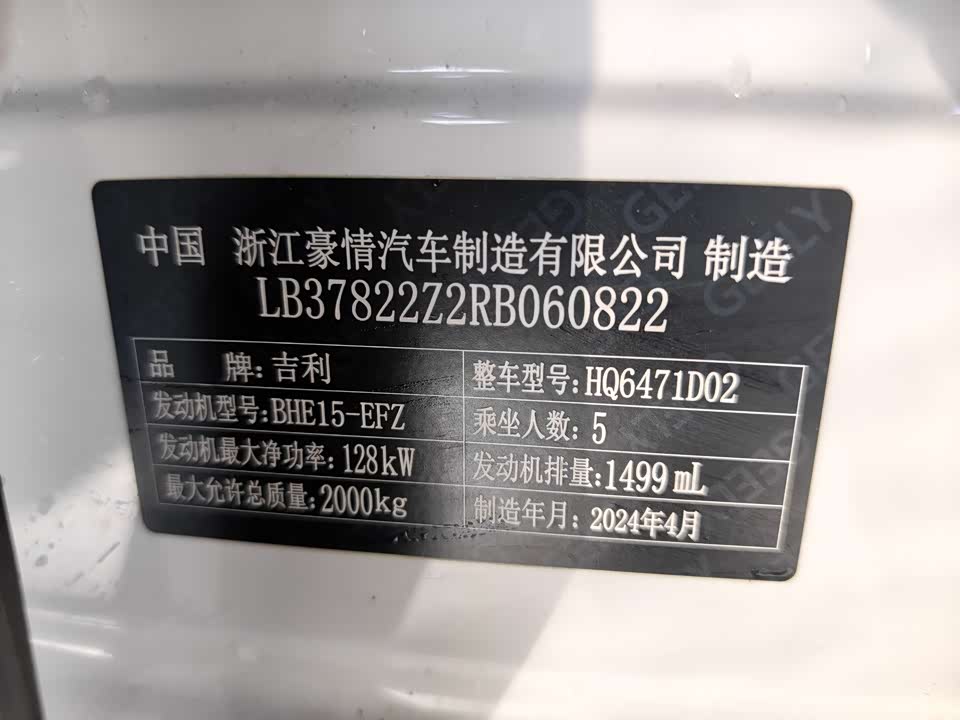 中国 浙江豪情汽车制造有限公司 制造
LB37822Z2RB060822
品 牌: 吉利 整车型号: HQ6471D02
发动机型号: BHE15-EFZ 乘坐人数: 5
发动机最大净功率: 128kW 发动机排量: 1499 mL
最大允许总质量: 2000kg 制造年月: 2024年4月
GEELY
GEELY
GEELY